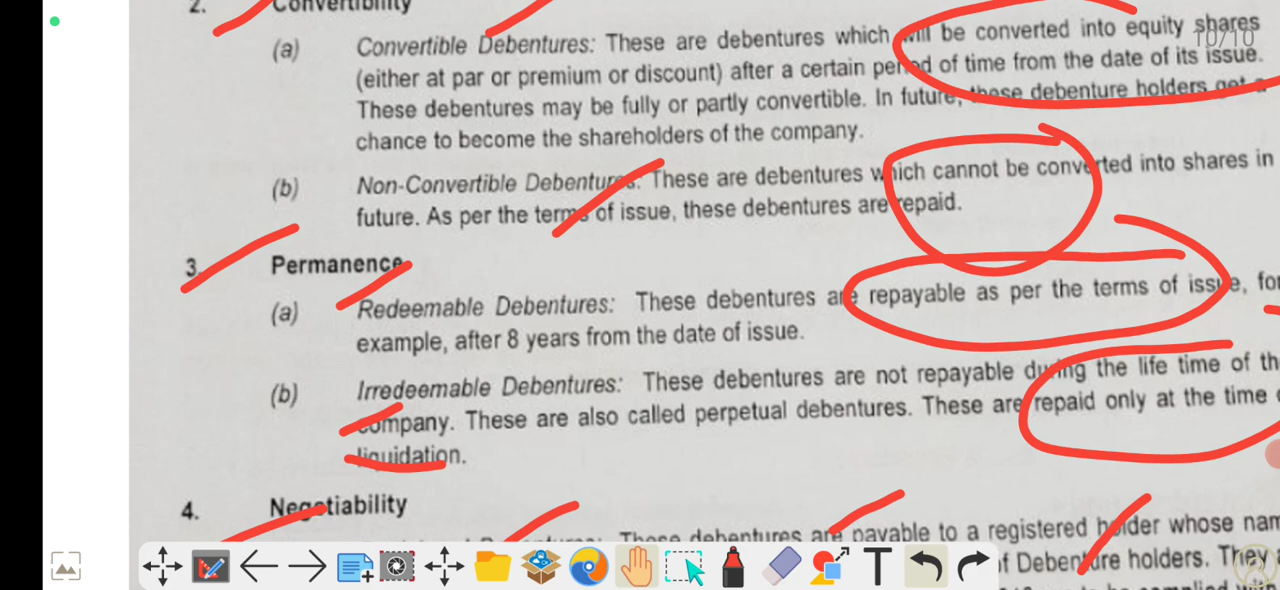 2. Convertibility
(a) Convertible Debentures: These are debentures which will be converted into equity shares
10/10
(either at par or premium or discount) after a certain period of time from the date of its issue.
These debentures may be fully or partly convertible. In future, these debenture holders get a
chance to become the shareholders of the company.
(b) Non-Convertible Debentures: These are debentures which cannot be converted into shares in
future. As per the terms of issue, these debentures are repaid.
3. Permanence
(a) Redeemable Debentures: These debentures are repayable as per the terms of issue, for
example, after 8 years from the date of issue.
(b) Irredeemable Debentures: These debentures are not repayable during the life time of
company. These are also called perpetual debentures. These are repaid only at the time
liquidation.
4. Negotiability
These debentures are payable to a registered holder whose
of Debenture holders. They
T